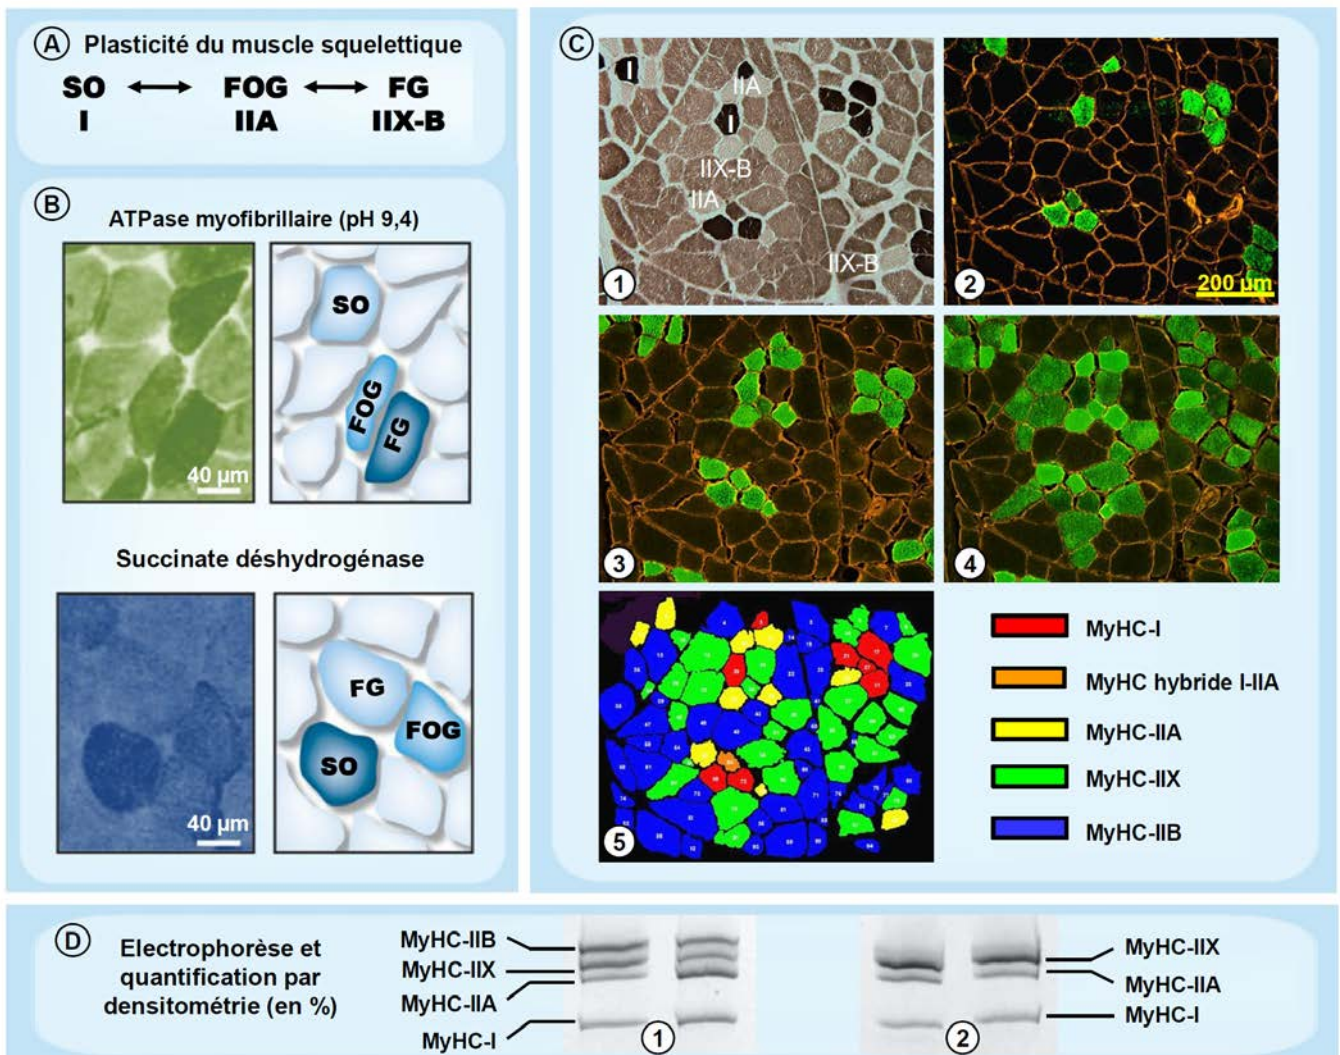 A Plasticité du muscle squelettique
SO ↔ FOG ↔ FG
I IIA IIX-B
B
ATPase myofibrillaire (pH 9,4)
40 µm
SO
FOG
FG
Succinate déshydrogénase
40 µm
FG
FOG
SO
C
I
IIA
I
IIX-B
IIA
IIX-B
1
2
200 µm
3
4
5
MyHC-I
MyHC hybride I-IIA
MyHC-IIA
MyHC-IIX
MyHC-IIB
D
Electrophorèse et
quantification par
densitométrie (en %)
MyHC-IIB
MyHC-IIX
MyHC-IIA
MyHC-I
1
2
MyHC-IIX
MyHC-IIA
MyHC-I